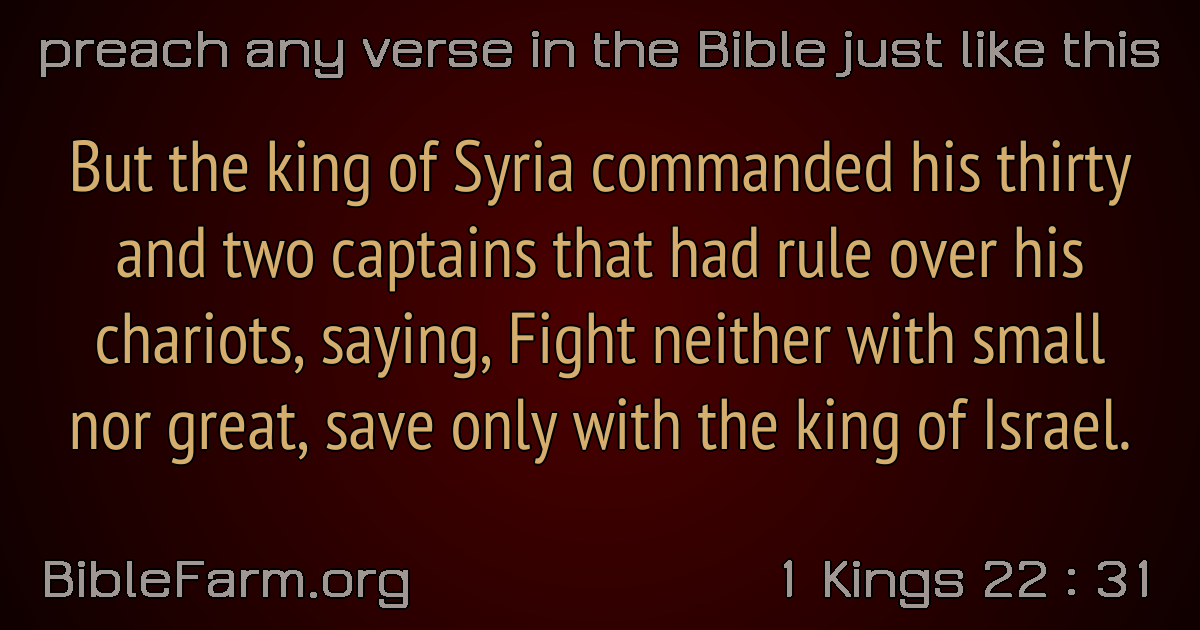 preach any verse in the Bible just like this
But the king of Syria commanded his thirty
and two captains that had rule over his
chariots, saying, Fight neither with small
nor great, save only with the king of Israel.
BibleFarm.org
1 Kings 22 : 31